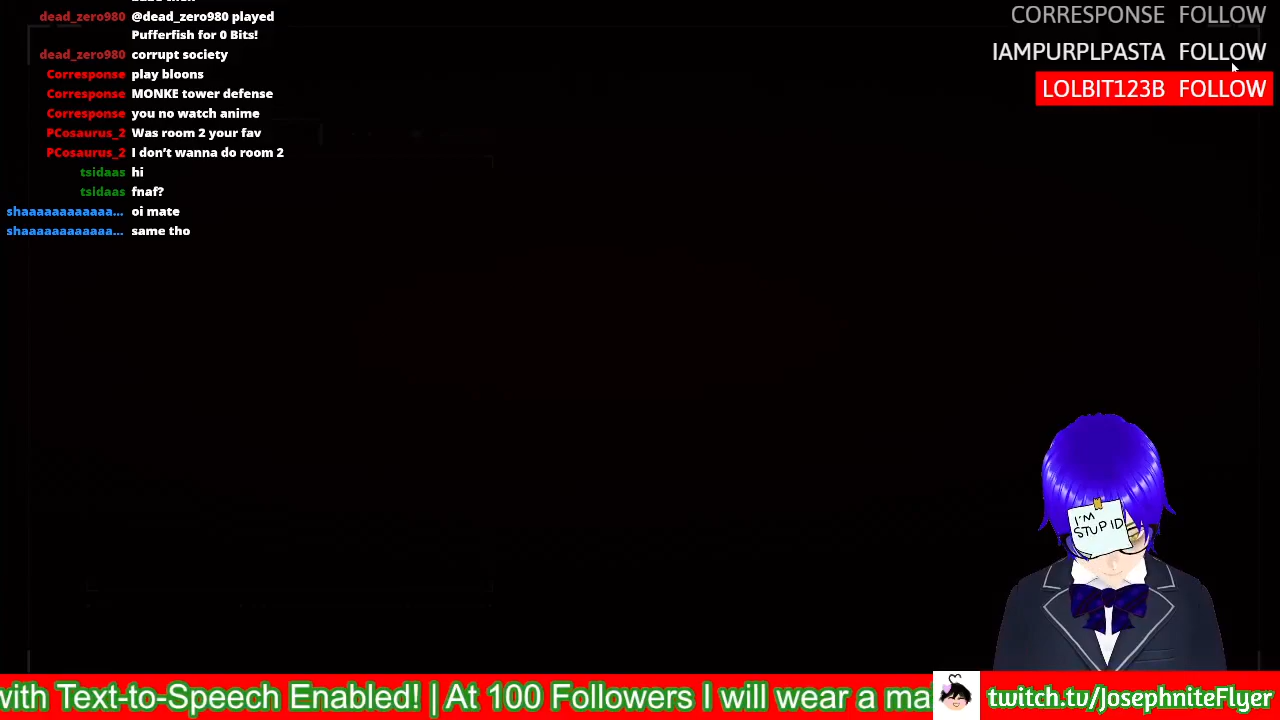 dead_zero980 @dead_zero980 played
Pufferfish for 0 Bits!
dead_zero980 corrupt society
Corresponse play bloons
Corresponse MONKE tower defense
Corresponse you no watch anime
PCosaurus_2 Was room 2 your fav
PCosaurus_2 I don’t wanna do room 2
tsidaas hi
tsidaas fnaf?
shaaaaaaaaaaaa... oi mate
shaaaaaaaaaaaa... same tho
CORRESPONSE FOLLOW
IAMPURPLPASTA FOLLOW
LOLBIT123B FOLLOW
I'M
STUPID
with Text-to-Speech Enabled! | At 100 Followers I will wear a ma
twitch.tv/JosephniteFlyer